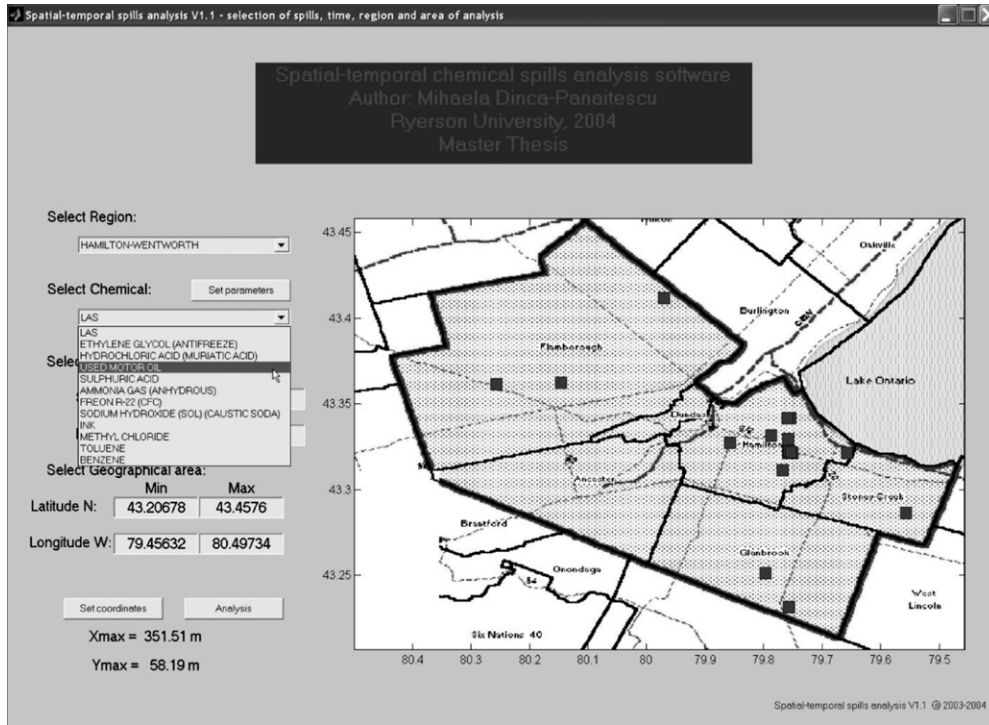 Spatial-temporal spills analysis V1.1 - selection of spills, time, region and area of analysis
Spatial-temporal chemical spills analysis software
Author: Mihaela Dinca-Panaitescu
Ryerson University, 2004
Master Thesis
Select Region:
HAMILTON-WENTWORTH
Select Chemical:
Set parameters
LAS
LAS
ETHYLENE GLYCOL (ANTIFREEZE)
HYDROCHLORIC ACID (MURIATIC ACID)
USED MOTOR OIL
SULPHURIC ACID
AMMONIA GAS (ANHYDROUS)
FREON R-22 (CFC)
SODIUM HYDROXIDE (SOL) (CAUSTIC SODA)
INK
METHYL CHLORIDE
TOLUENE
BENZENE
Select Geographical area:
Min Max
Latitude N: 43.20678 43.4576
Longitude W: 79.45632 80.49734
Set coordinates
Analysis
Xmax = 351.51 m
Ymax = 58.19 m
43.45
43.4
43.35
43.3
43.25
80.4 80.3 80.2 80.1 80 79.9 79.8 79.7 79.6 79.5
Oakville
Burlington
Flamborough
Lake Ontario
Dundas
Hamilton
Ancaster
Stoney Creek
Brantford
Glanbrook
Onondaga
54
West
Lincoln
Six Nations 40
Spatial-temporal spills analysis V1.1 @ 2003-2004